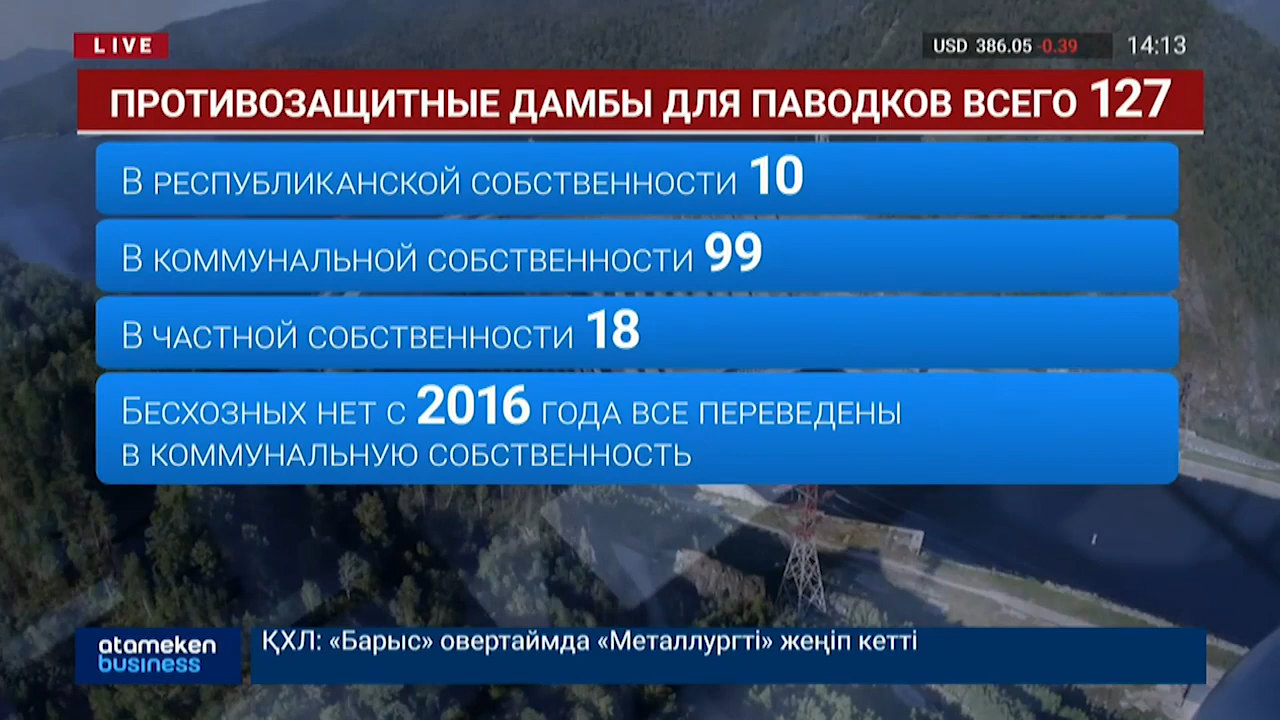 LIVE
USD 386.05 -0.39
14:13
ПРОТИВОЗАЩИТНЫЕ ДАМБЫ ДЛЯ ПАВОДКОВ ВСЕГО 127
В РЕСПУБЛИКАНСКОЙ СОБСТВЕННОСТИ 10
В КОММУНАЛЬНОЙ СОБСТВЕННОСТИ 99
В ЧАСТНОЙ СОБСТВЕННОСТИ 18
БЕСХОЗНЫХ НЕТ С 2016 ГОДА ВСЕ ПЕРЕВЕДЕНЫ
В КОММУНАЛЬНУЮ СОБСТВЕННОСТЬ
atameken
business
ҚХЛ: «Барыс» овертаймда «Металлургті» жеңіп кетті